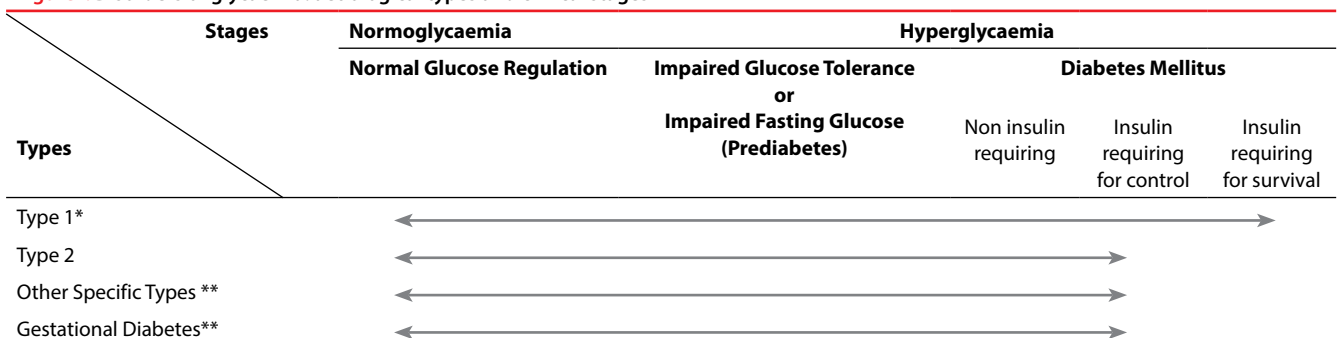 Stages Normoglycaemia Hyperglycaemia
Normal Glucose Regulation Impaired Glucose Tolerance Diabetes Mellitus
or
Impaired Fasting Glucose
(Prediabetes)
Non insulin
requiring
Insulin
requiring
for control
Insulin
requiring
for survival
Types
Type 1*
Type 2
Other Specific Types **
Gestational Diabetes**